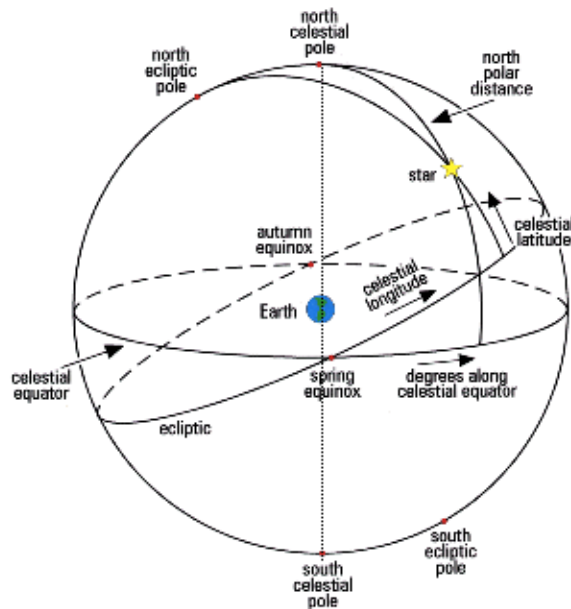 north
celestial
pole
north
ecliptic
pole
north
polar
distance
star
celestial
latitude
autumn
equinox
celestial
longitude
Earth
celestial
equator
spring
equinox
degrees along
celestial equator
ecliptic
south
ecliptic
pole
south
celestial
pole